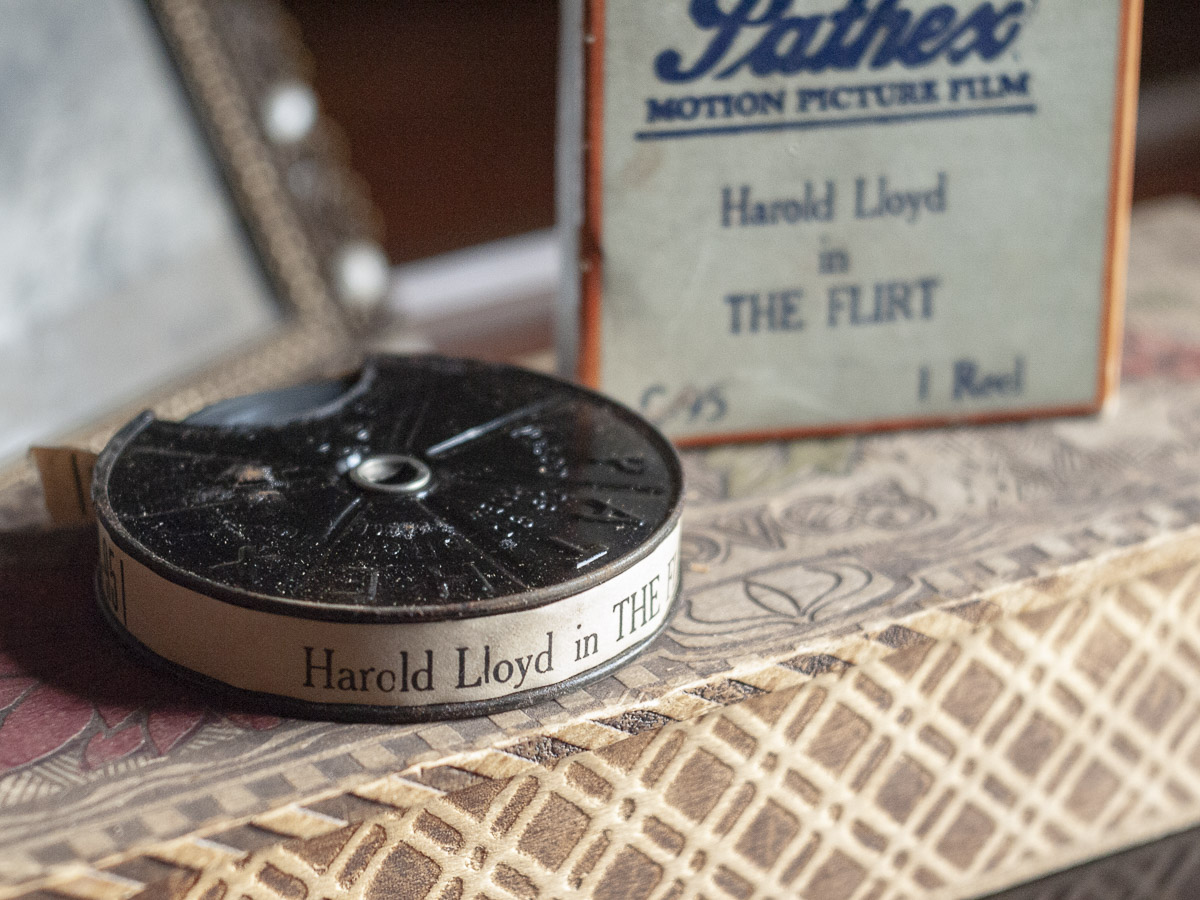 Pathex
MOTION PICTURE FILM
Harold Lloyd
in
THE FLIRT
1 Reel
Harold Lloyd in THE